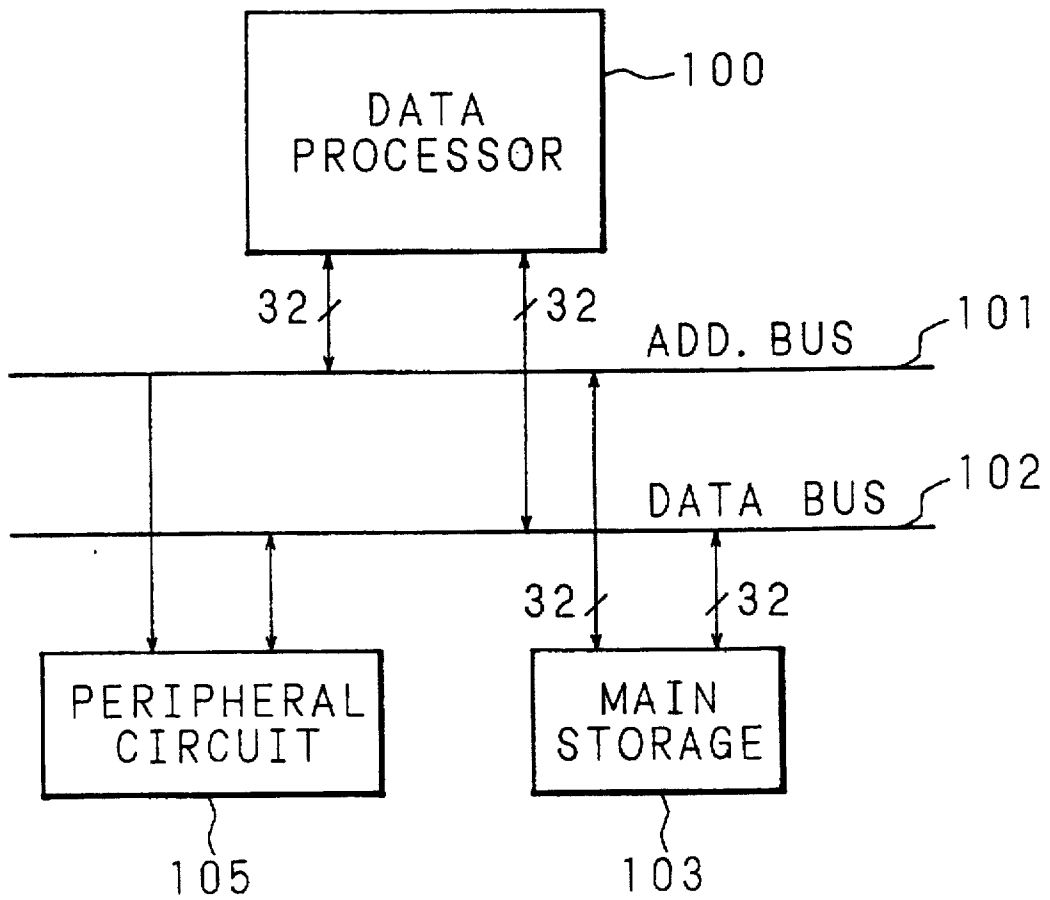 100
DATA
PROCESSOR
32
32
ADD. BUS
101
DATA BUS
102
32
32
PERIPHERAL
CIRCUIT
MAIN
STORAGE
105
103